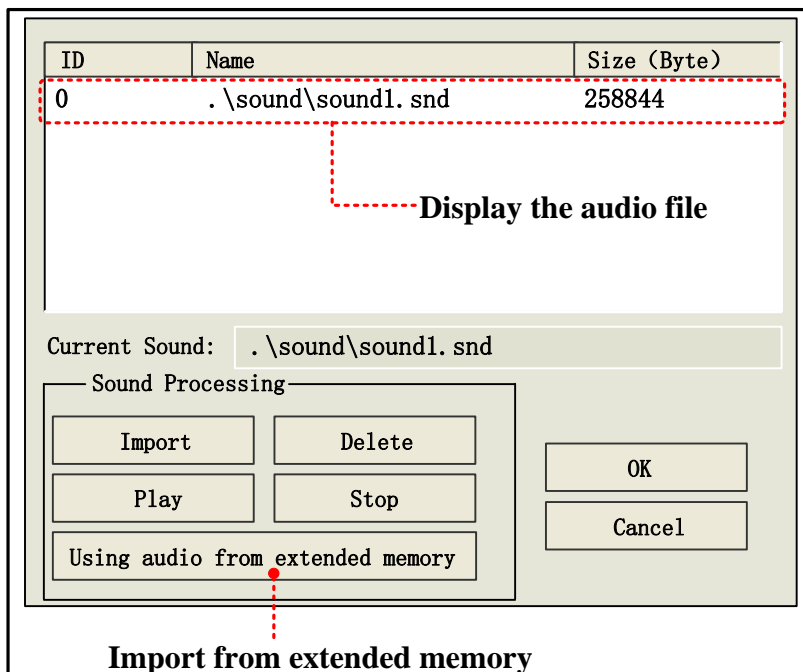 ID Name Size (Byte)
0 .\sound\sound1.snd 258844
Display the audio file
Current Sound: .\sound\sound1.snd
Sound Processing
Import Delete
OK
Play Stop
Cancel
Using audio from extended memory
Import from extended memory